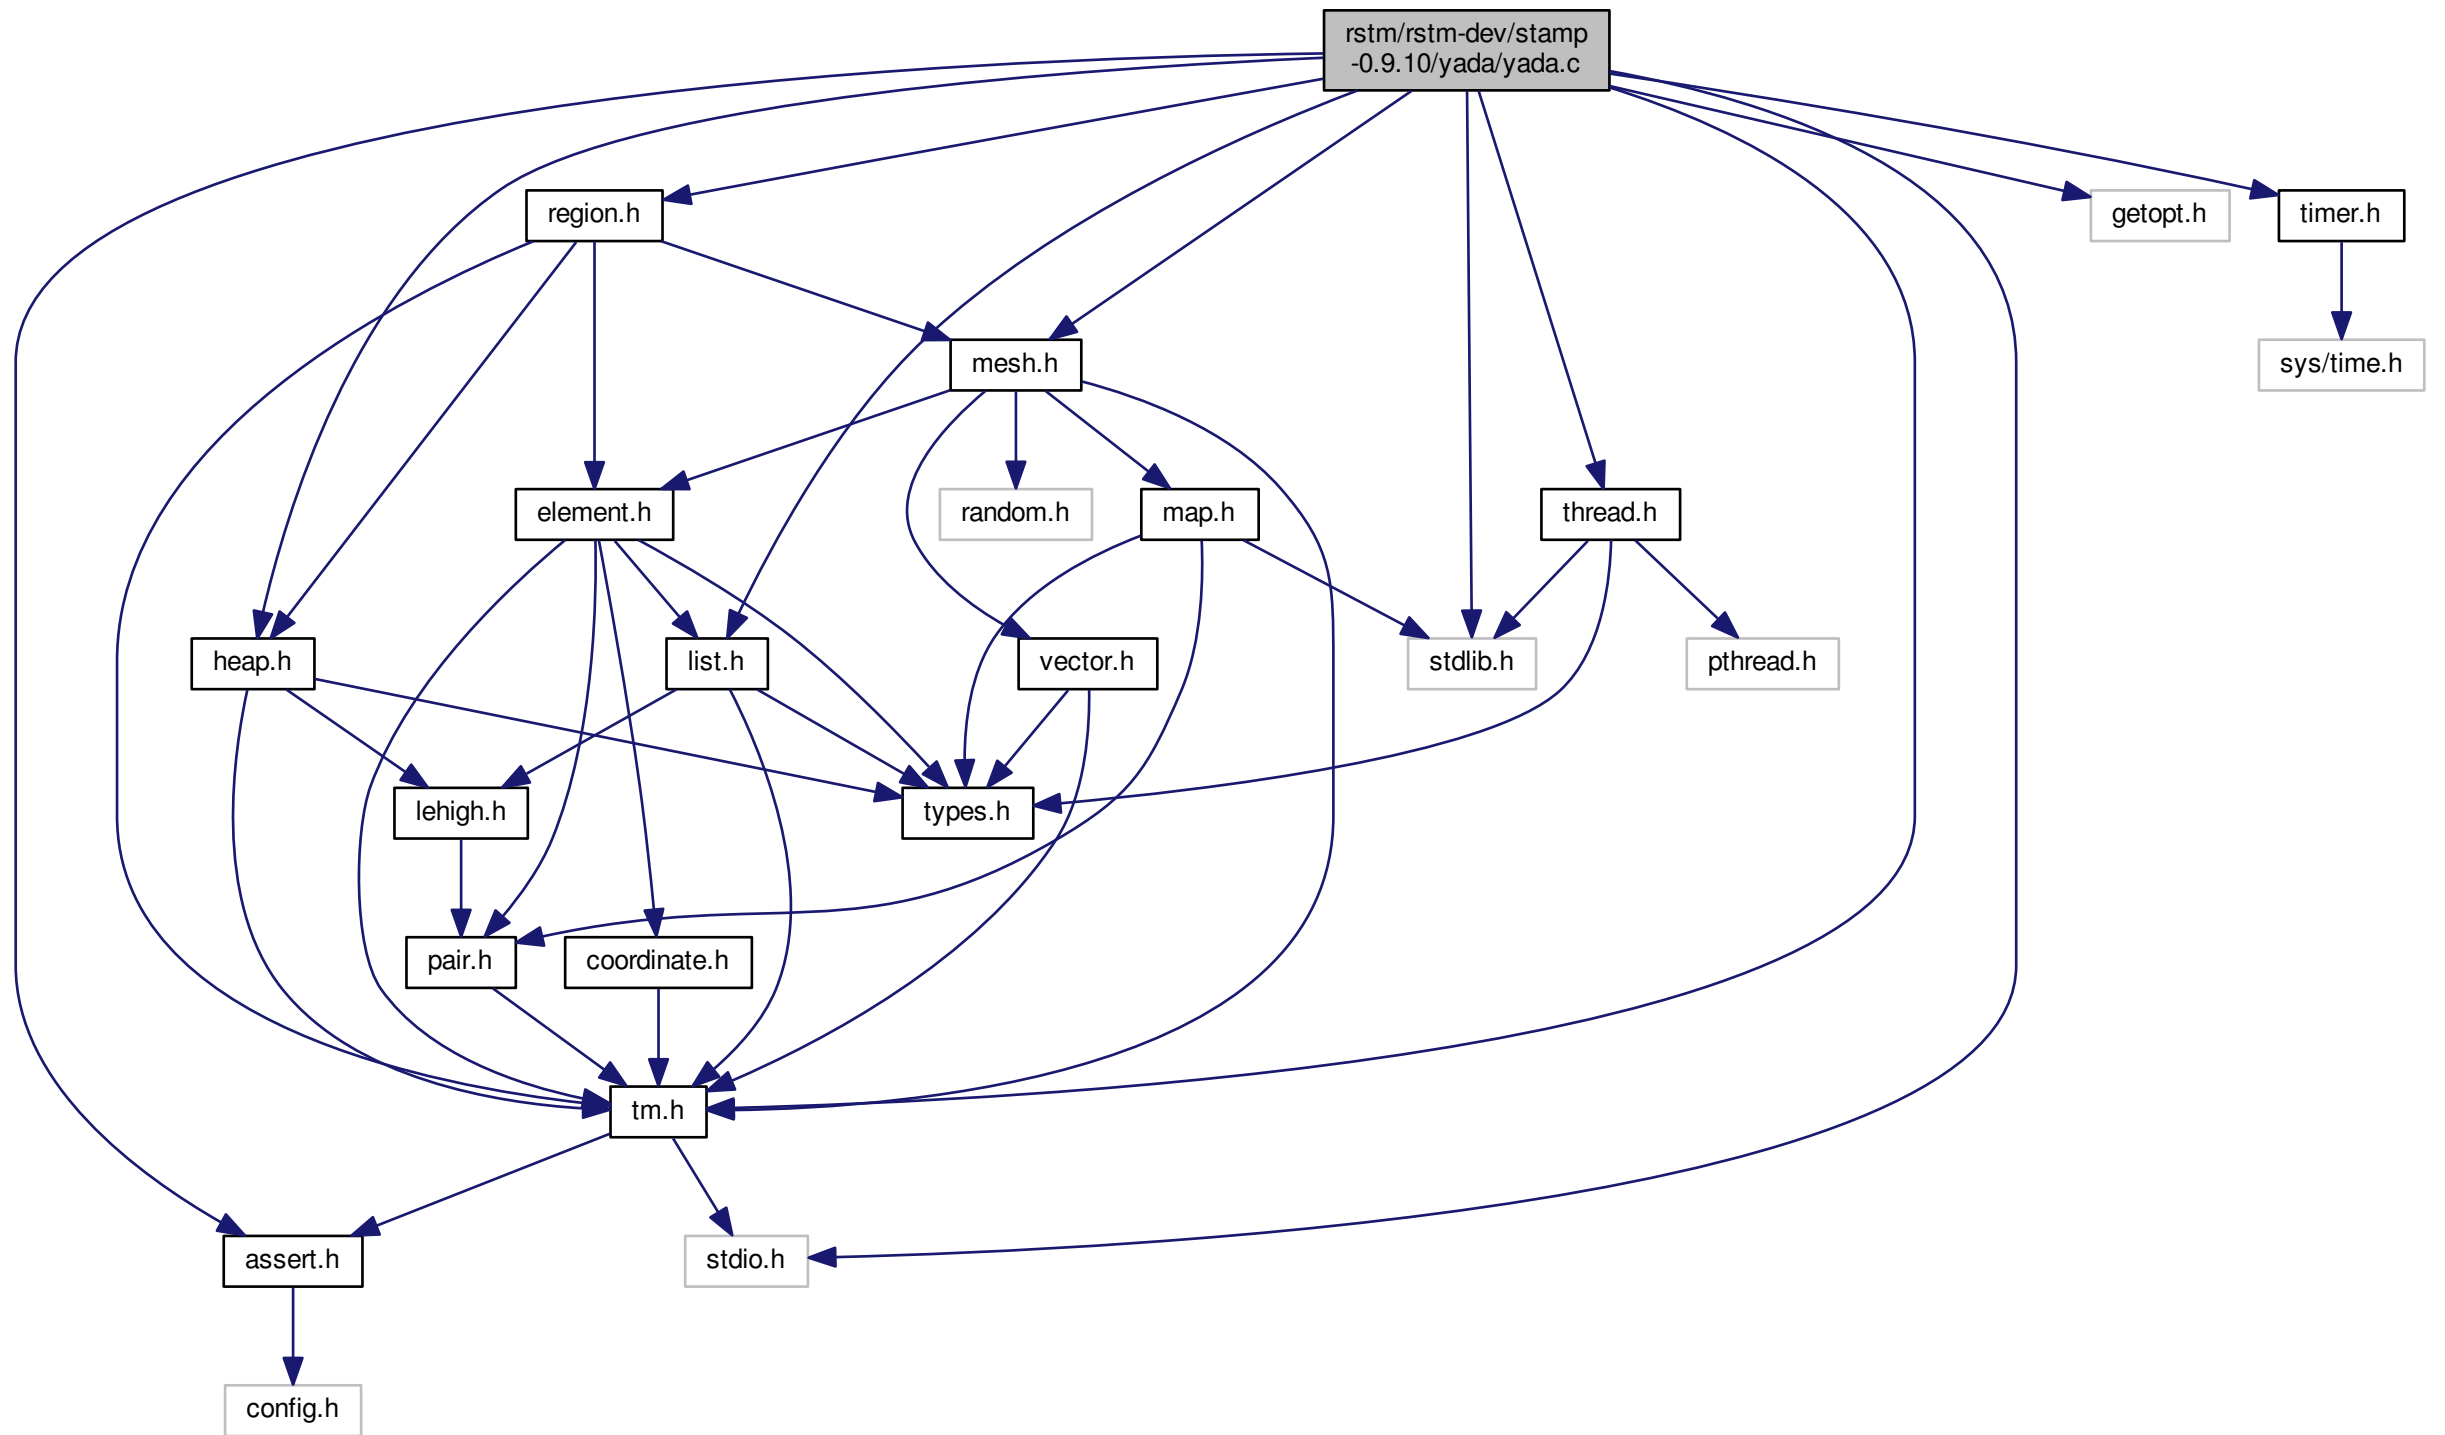 rstm/rstm-dev/stamp
-0.9.10/yada/yada.c
region.h
getopt.h
timer.h
mesh.h
sys/time.h
element.h
random.h
map.h
thread.h
heap.h
list.h
vector.h
stdlib.h
pthread.h
lehigh.h
types.h
pair.h
coordinate.h
tm.h
assert.h
stdio.h
config.h